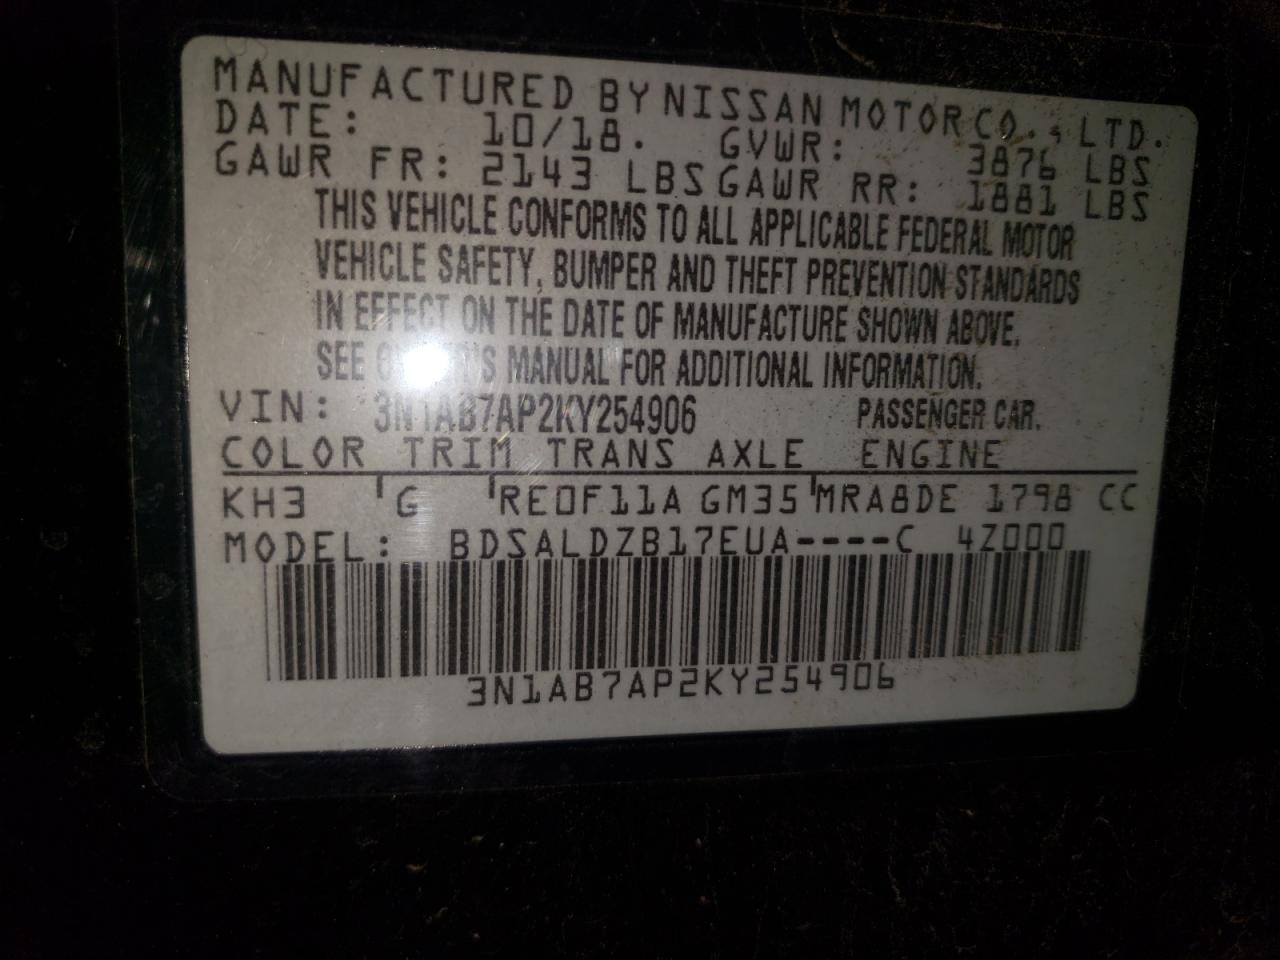 MANUFACTURED BY NISSAN MOTOR CO., LTD.
DATE: 10/18. GVWR: 3876 LBS
GAWR FR: 2143 LBS GAWR RR: 1881 LBS
THIS VEHICLE CONFORMS TO ALL APPLICABLE FEDERAL MOTOR
VEHICLE SAFETY, BUMPER AND THEFT PREVENTION STANDARDS
IN EFFECT ON THE DATE OF MANUFACTURE SHOWN ABOVE.
SEE MANUAL FOR ADDITIONAL INFORMATION.
VIN: 3N1AB7AP2KY254906 PASSENGER CAR.
COLOR TRIM TRANS AXLE ENGINE
KH3 G RE0F11A GM35 MRA8DE 1798 CC
MODEL: BDSALDZB17EUA----C 4Z000
3N1AB7AP2KY254906